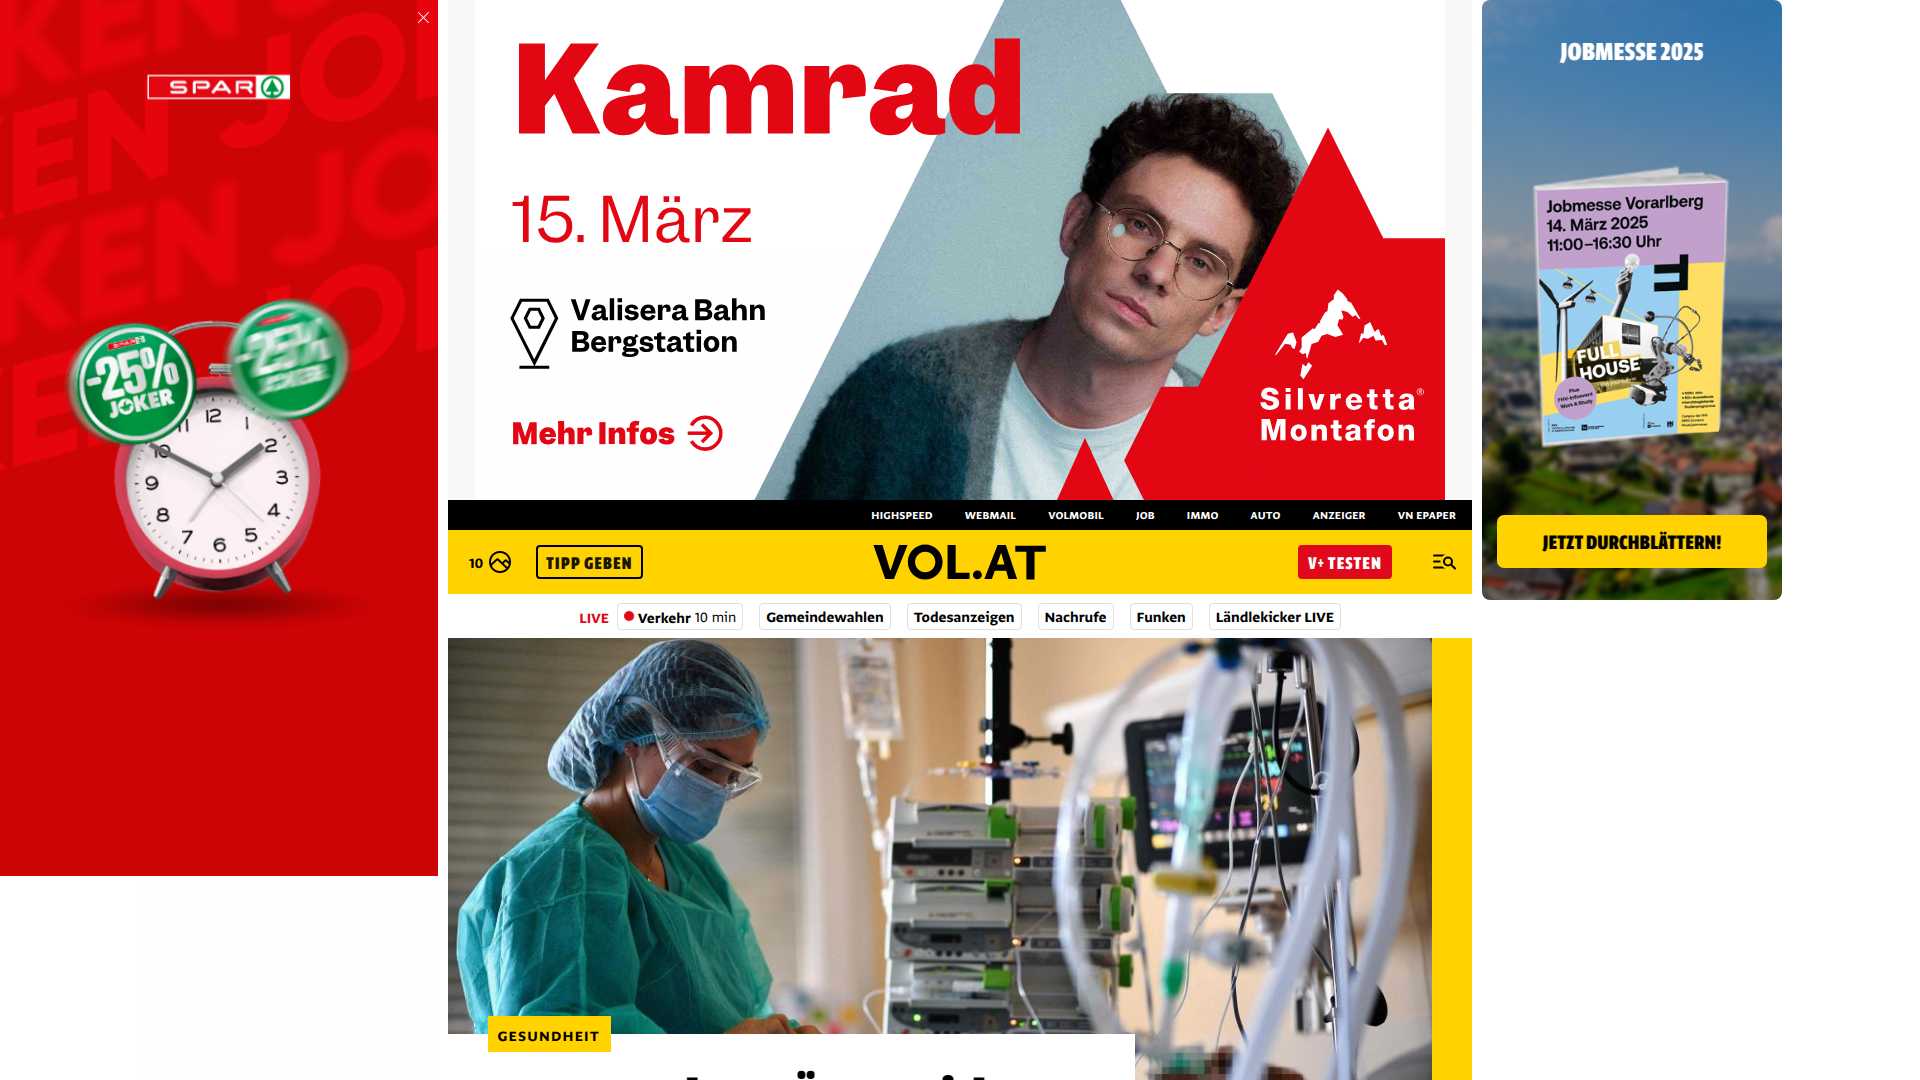 SPAR
-25%
JOKER
-25%
JOKER
12
11
10
2
9
3
8
4
7
6
5
Kamrad
15. März
Valisera Bahn
Bergstation
Mehr Infos
Silvretta®
Montafon
JOBMESSE 2025
Jobmesse Vorarlberg
14. März 2025
11:00–16:30 Uhr
FULL
HOUSE
JETZT DURCHBLÄTTERN!
HIGHSPEED WEBMAIL VOLMOBIL JOB IMMO AUTO ANZEIGER VN EPAPER
10 TIPP GEBEN VOL.AT V+ TESTEN
LIVE Verkehr 10 min Gemeindewahlen Todesanzeigen Nachrufe Funken Ländlekicker LIVE
GESUNDHEIT